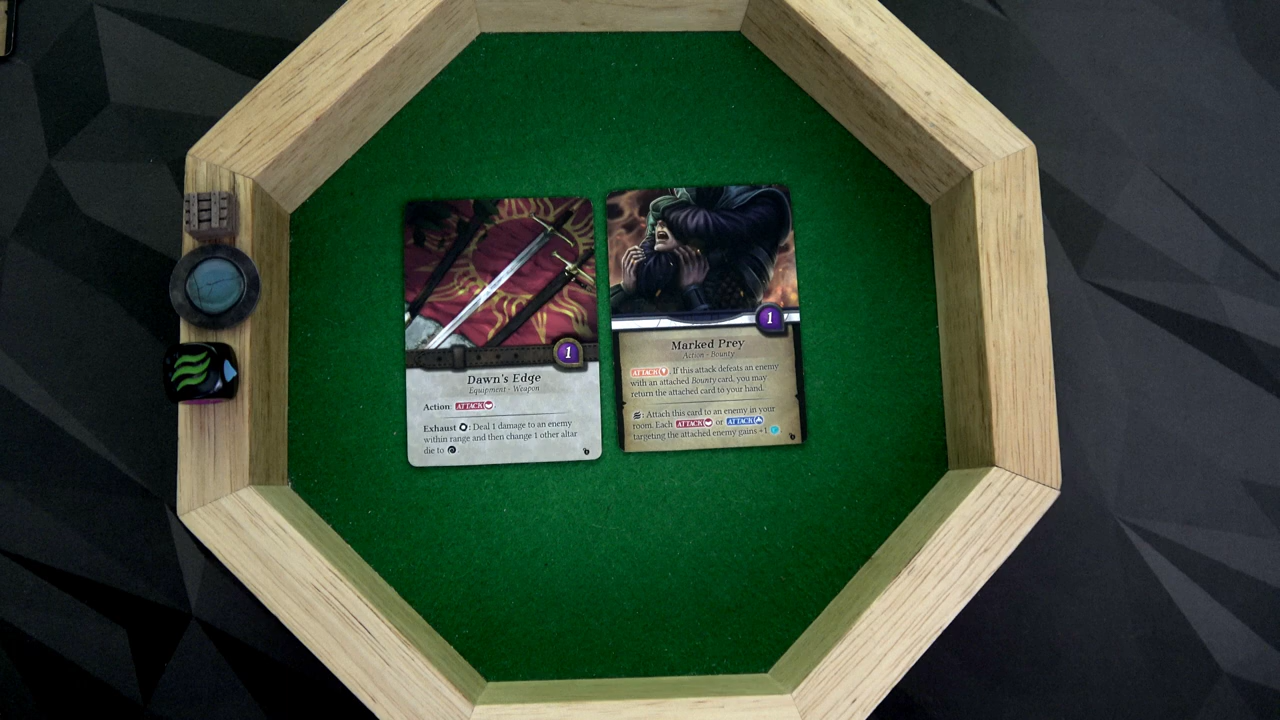 1
Dawn's Edge
Equipment - Weapon
Action: ATTACK.
Exhaust : Deal 1 damage to an enemy
within range and then change 1 other altar
die to .
1
Marked Prey
Action - Bounty
ATTACK: If this attack defeats an enemy
with an attached Bounty card, you may
return the attached card to your hand.
: Attach this card to an enemy in your
room. Each ATTACK or ATTACK
targeting the attached enemy gains +1 .